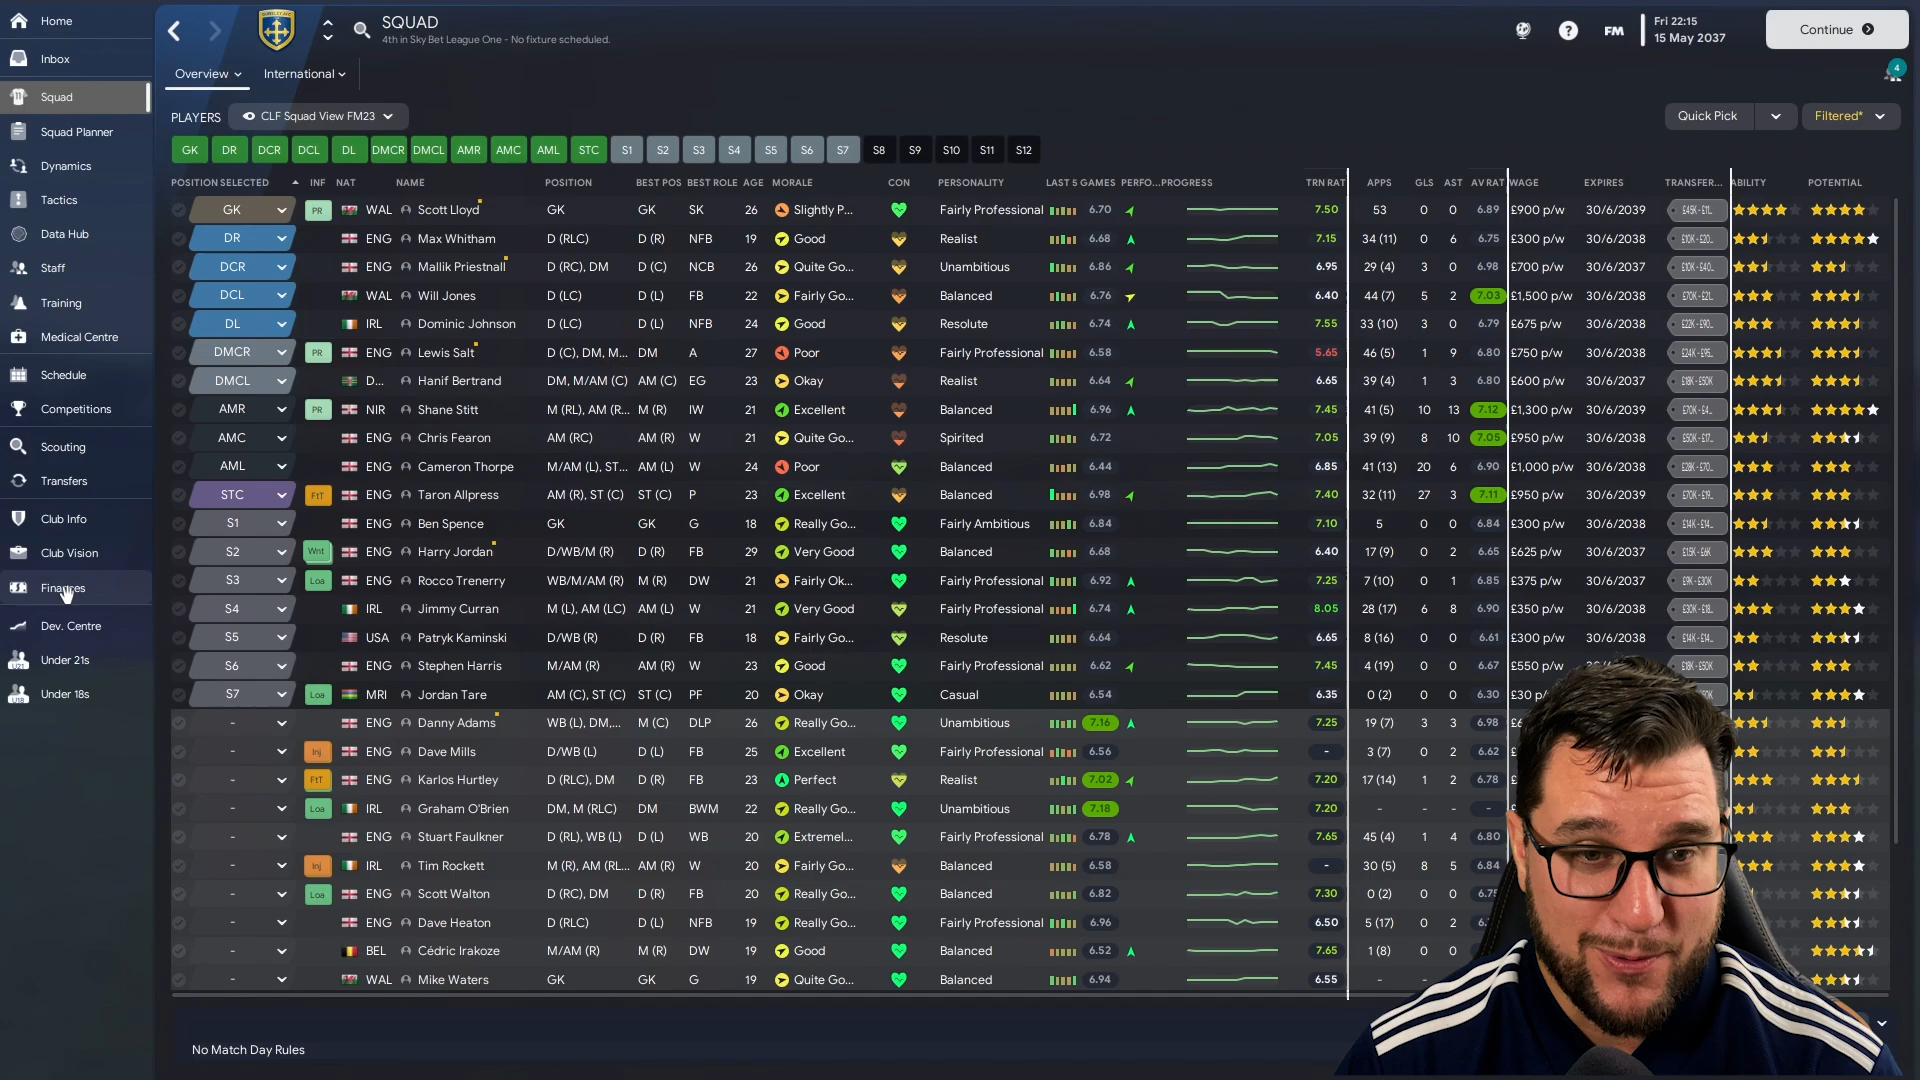 Home
Inbox
Squad
Squad Planner
Dynamics
Tactics
Data Hub
Staff
Training
Medical Centre
Schedule
Competitions
Scouting
Transfers
Club Info
Club Vision
Finances
Dev. Centre
Under 21s
Under 18s
SQUAD
4th in Sky Bet League One - No fixture scheduled.
FM
Fri 22:15
15 May 2037
Continue
Overview International
4
PLAYERS CLF Squad View FM23 Quick Pick Filtered*
GK DR DCR DCL DL DMCR DMCL AMR AMC AML STC S1 S2 S3 S4 S5 S6 S7 S8 S9 S10 S11 S12
POSITION SELECTED INF NAT NAME POSITION BEST POS BEST ROLE AGE MORALE CON PERSONALITY LAST 5 GAMES PERFO... PROGRESS TRN RAT APPS GLS AST AV RAT WAGE EXPIRES TRANSFER... ABILITY POTENTIAL
GK PR WAL Scott Lloyd GK GK SK 26 Slightly P... Fairly Professional 6.70 7.50 53 0 0 6.89 £900 p/w 30/6/2039
DR ENG Max Whitham D (RLC) D (R) NFB 19 Good Realist 6.68 7.15 34 (11) 0 6 6.75 £300 p/w 30/6/2038
DCR ENG Mallik Priestnall D (RC), DM D (C) NCB 26 Quite Go... Unambitious 6.86 6.95 29 (4) 3 0 6.98 £700 p/w 30/6/2037
DCL WAL Will Jones D (LC) D (L) FB 22 Fairly Go... Balanced 6.76 6.40 44 (7) 5 2 7.03 £1,500 p/w 30/6/2038
DL IRL Dominic Johnson D (LC) D (L) NFB 24 Good Resolute 6.74 7.55 33 (10) 3 0 6.79 £675 p/w 30/6/2038
DMCR PR ENG Lewis Salt D (C), DM, M... DM A 27 Poor Fairly Professional 6.58 5.65 46 (5) 1 9 6.80 £750 p/w 30/6/2038
DMCL D... Hanif Bertrand DM, M/AM (C) AM (C) EG 23 Okay Realist 6.64 6.65 39 (4) 1 3 6.80 £600 p/w 30/6/2037 £18K - £50K
AMR PR NIR Shane Stitt M (RL), AM (R... M (R) IW 21 Excellent Balanced 6.96 7.45 41 (5) 10 13 7.12 £1,300 p/w 30/6/2039
AMC ENG Chris Fearon AM (RC) AM (R) W 21 Quite Go... Spirited 6.72 7.05 39 (9) 8 10 7.05 £950 p/w 30/6/2038
AML ENG Cameron Thorpe M/AM (L), ST... AM (L) W 24 Poor Balanced 6.44 6.85 41 (13) 20 6 6.90 £1,000 p/w 30/6/2038
STC FtT ENG Taron Allpress AM (R), ST (C) ST (C) P 23 Excellent Balanced 6.98 7.40 32 (11) 27 3 7.11 £950 p/w 30/6/2039
S1 ENG Ben Spence GK GK G 18 Really Go... Fairly Ambitious 6.84 7.10 5 0 0 6.84 £300 p/w 30/6/2038
S2 Wnt ENG Harry Jordan D/WB/M (R) D (R) FB 29 Very Good Balanced 6.68 6.40 17 (9) 0 2 6.65 £625 p/w 30/6/2037
S3 Loa ENG Rocco Trenerry WB/M/AM (R) M (R) DW 21 Fairly Ok... Fairly Professional 6.92 7.25 7 (10) 0 1 6.85 £375 p/w 30/6/2037 £9K - £30K
S4 IRL Jimmy Curran M (L), AM (LC) AM (L) W 21 Very Good Fairly Professional 6.74 8.05 28 (17) 6 8 6.90 £350 p/w 30/6/2038
S5 USA Patryk Kaminski D/WB (R) D (R) FB 18 Fairly Go... Resolute 6.64 6.65 8 (16) 0 0 6.61 £300 p/w 30/6/2038
S6 ENG Stephen Harris M/AM (R) AM (R) W 23 Good Fairly Professional 6.62 7.45 4 (19) 0 0 6.67 £550 p/w £18K - £50K
S7 Loa MRI Jordan Tare AM (C), ST (C) ST (C) PF 20 Okay Casual 6.54 6.35 0 (2) 0 0 6.30 £30 p/
- ENG Danny Adams WB (L), DM,... M (C) DLP 26 Really Go... Unambitious 7.16 7.25 19 (7) 3 3 6.98
- Inj ENG Dave Mills D/WB (L) D (L) FB 25 Excellent Fairly Professional 6.56 - 3 (7) 0 2 6.62 £
- FtT ENG Karlos Hurtley D (RLC), DM D (R) FB 23 Perfect Realist 7.02 7.20 17 (14) 1 2 6.78 £
- Loa IRL Graham O'Brien DM, M (RLC) DM BWM 22 Really Go... Unambitious 7.18 7.20 - - - -
- ENG Stuart Faulkner D (RL), WB (L) D (L) WB 20 Extremel... Fairly Professional 6.78 7.65 45 (4) 1 4 6.80
- Inj IRL Tim Rockett M (R), AM (RL... AM (R) W 20 Fairly Go... Balanced 6.58 - 30 (5) 8 5 6.84
- Loa ENG Scott Walton D (RC), DM D (R) FB 20 Really Go... Balanced 6.82 7.30 0 (2) 0 0
- ENG Dave Heaton D (RLC) D (L) NFB 19 Really Go... Fairly Professional 6.96 6.50 5 (17) 0 2
- BEL Cédric Irakoze M/AM (R) M (R) DW 19 Good Balanced 6.52 7.65 1 (8) 0 0
- WAL Mike Waters GK GK G 19 Quite Go... Balanced 6.94 6.55 - -
No Match Day Rules